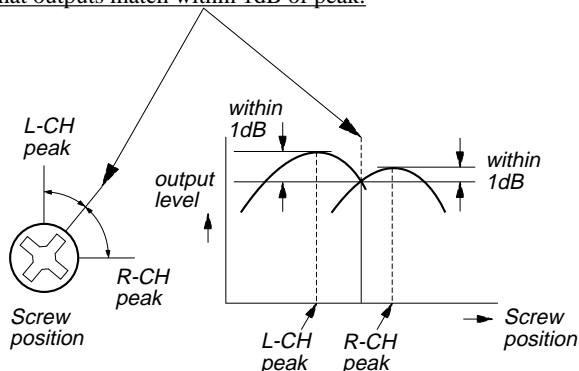 that outputs match within 1dB of peak.
L-CH
peak
within
1dB
output
level
within
1dB
R-CH
peak
Screw
position
L-CH
peak
R-CH
peak
Screw
position